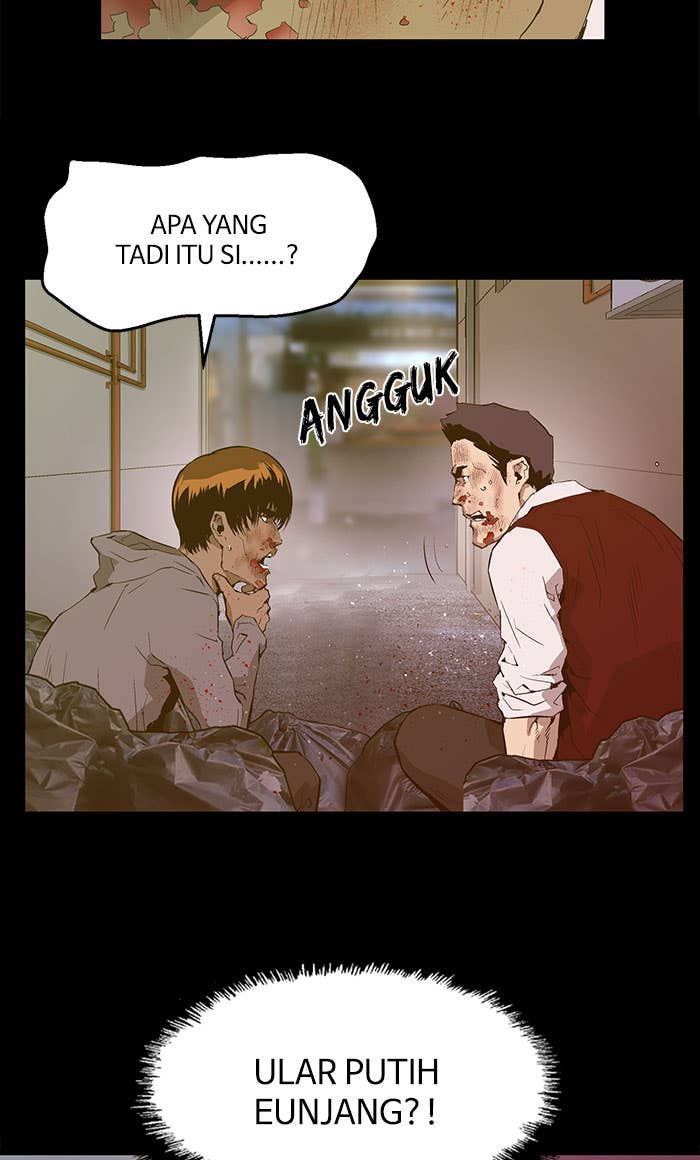 APA YANG
TADI ITU SI......?
ANGGUK
ULAR PUTIH
EUNJANG?!